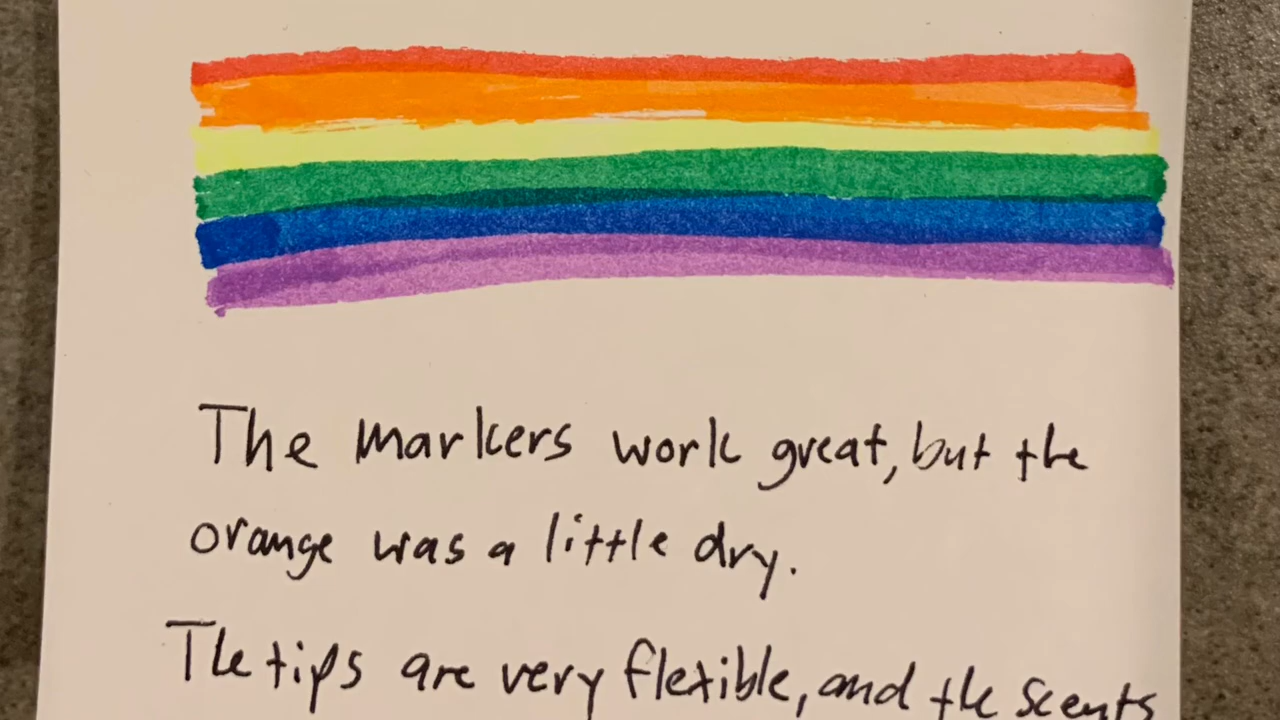 The markers work great, but the
orange was a little dry.
The tips are very flexible, and the scents